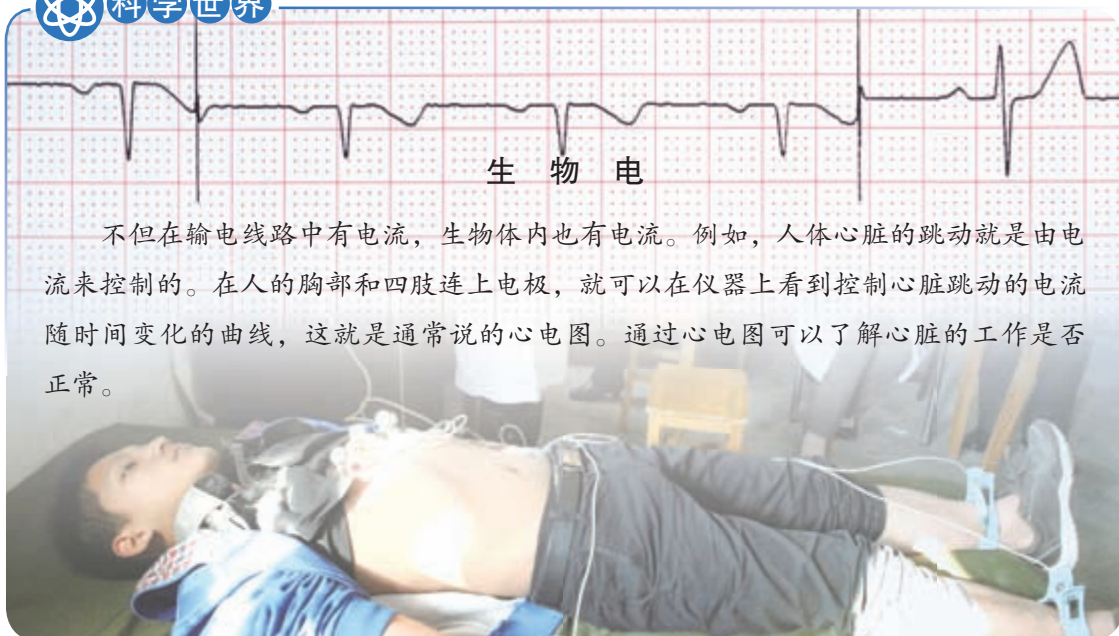 科学世界
生物电
不但在输电线路中有电流，生物体内也有电流。例如，人体心脏的跳动就是由电
流来控制的。在人的胸部和四肢连上电极，就可以在仪器上看到控制心脏跳动的电流
随时间变化的曲线，这就是通常说的心电图。通过心电图可以了解心脏的工作是否
正常。